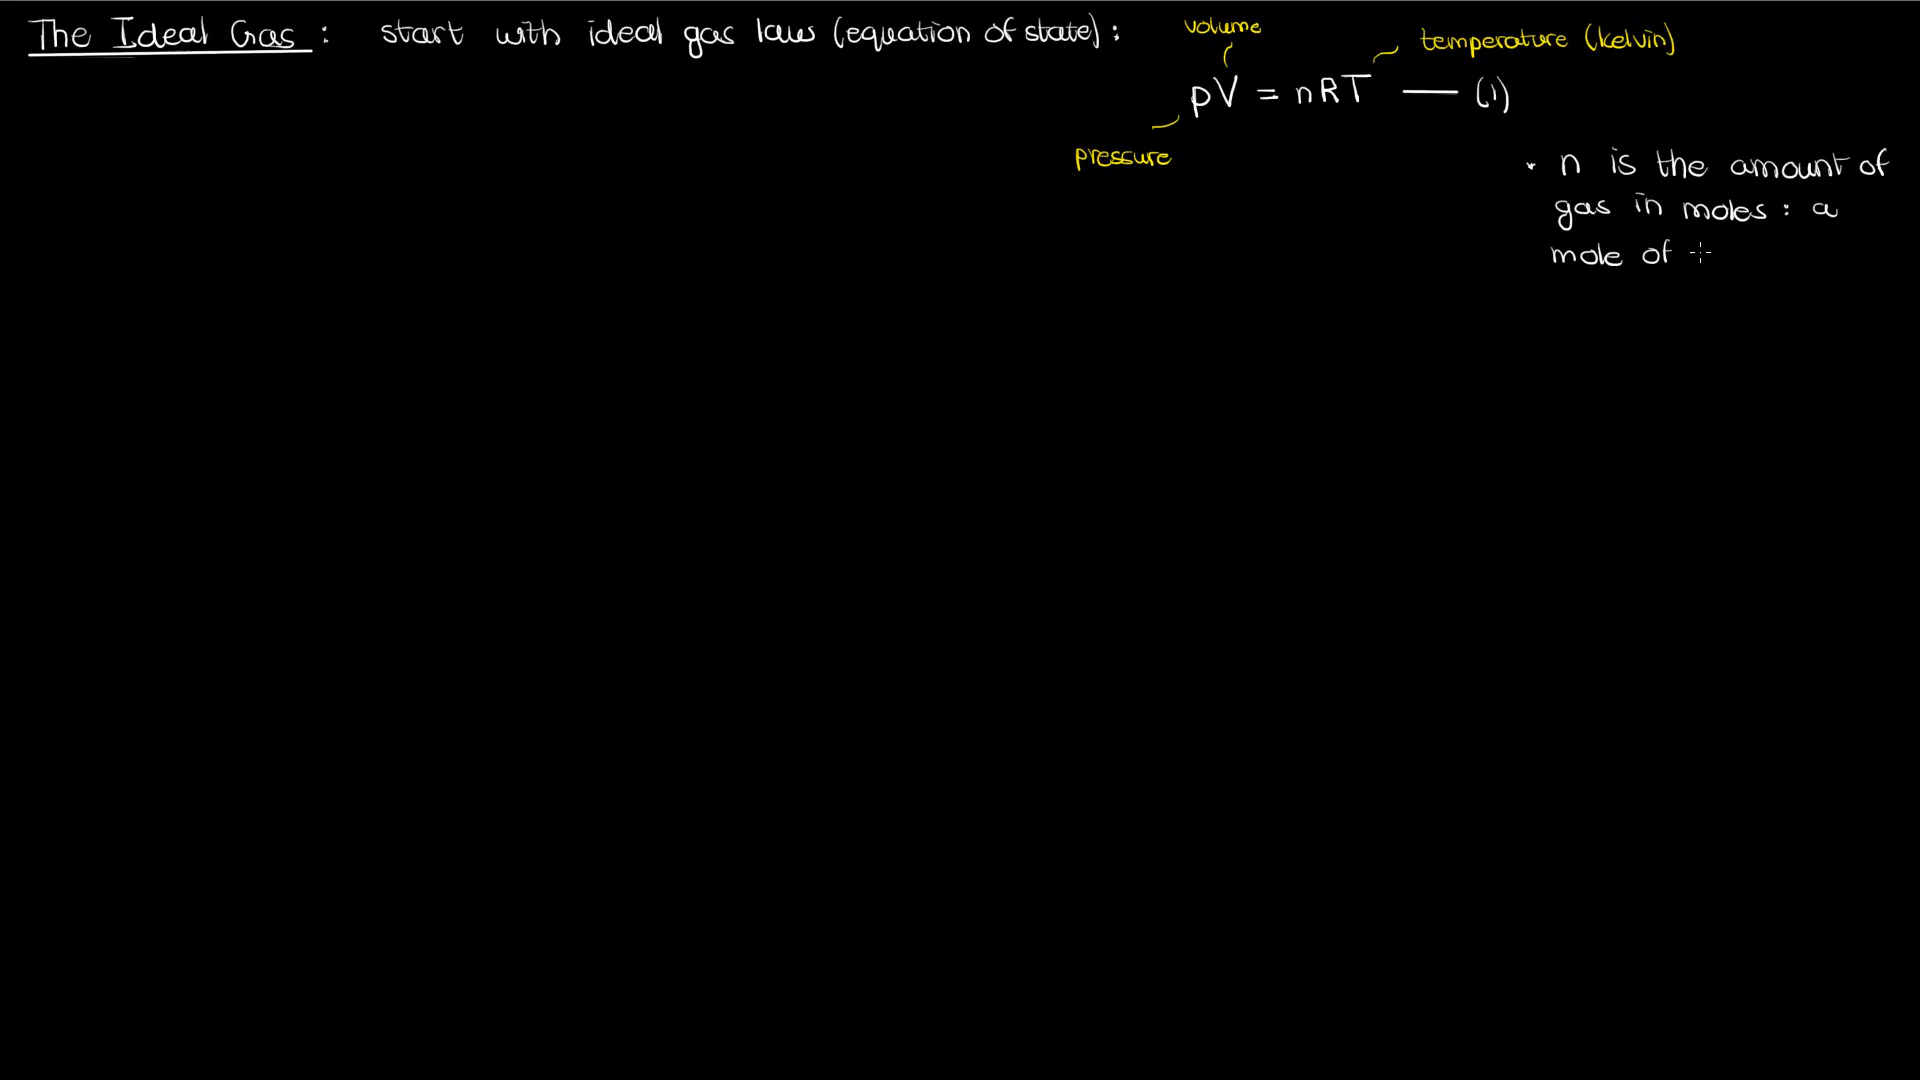 The Ideal Gas : start with ideal gas law (equation of state) :
volume
temperature (Kelvin)
pV = nRT — (1)
pressure
• n is the amount of
gas in moles : a
mole of